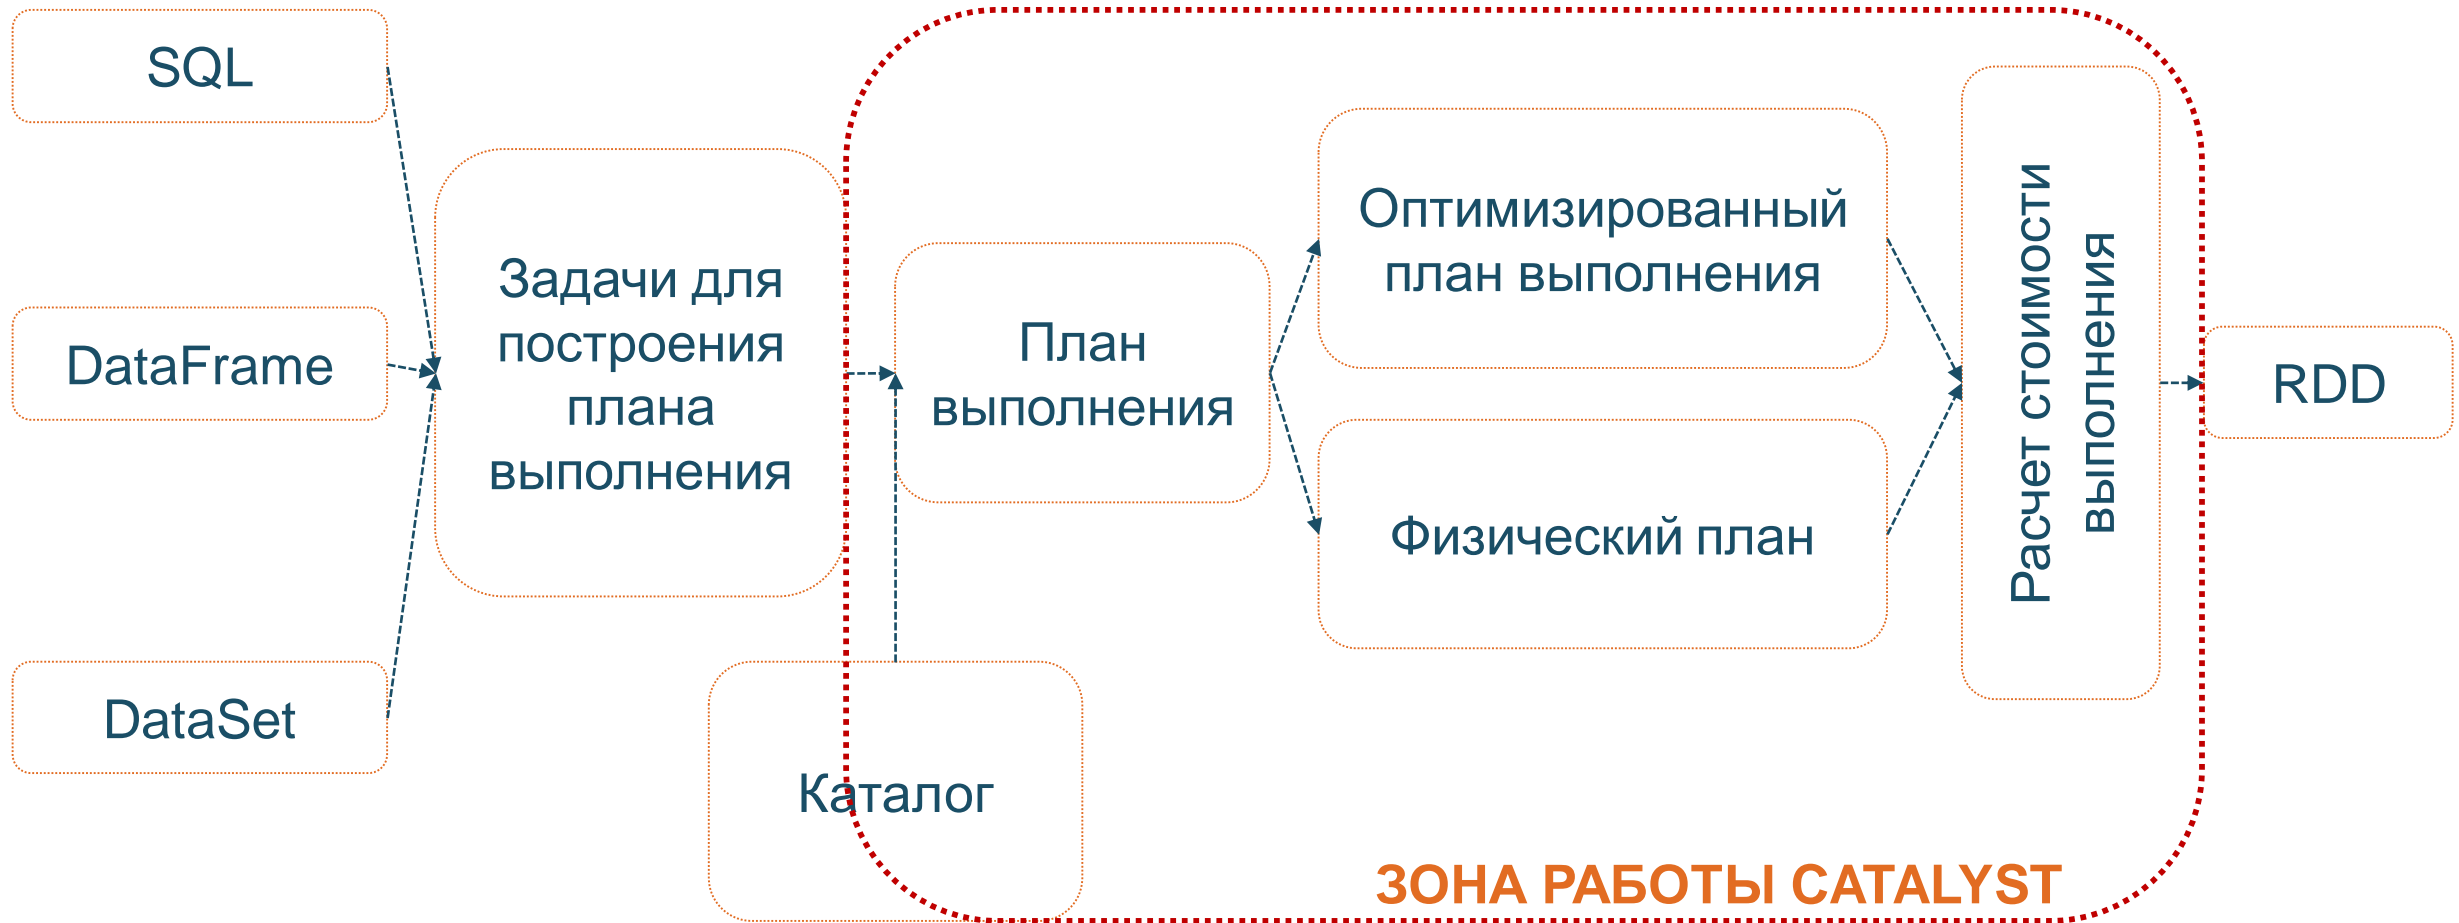 SQL
DataFrame
DataSet
Задачи для
построения
плана
выполнения
Каталог
План
выполнения
Оптимизированный
план выполнения
Физический план
Расчет стоимости
выполнения
RDD
ЗОНА РАБОТЫ CATALYST